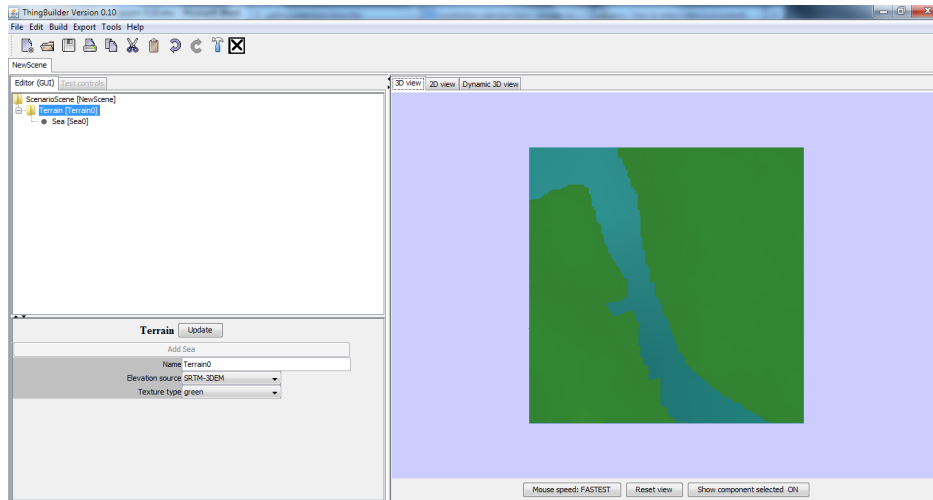 ThingBuilder Version 0.10
File Edit Build Export Tools Help
NewScene
Editor (GUI) Test controls
ScenarioScene [NewScene]
Terrain [Terrain0]
Sea [Sea0]
Terrain Update
Add Sea
Name Terrain0
Elevation source SRTM-3DEM
Texture type green
3D view 2D view Dynamic 3D view
Mouse speed: FASTEST Reset view Show component selected ON